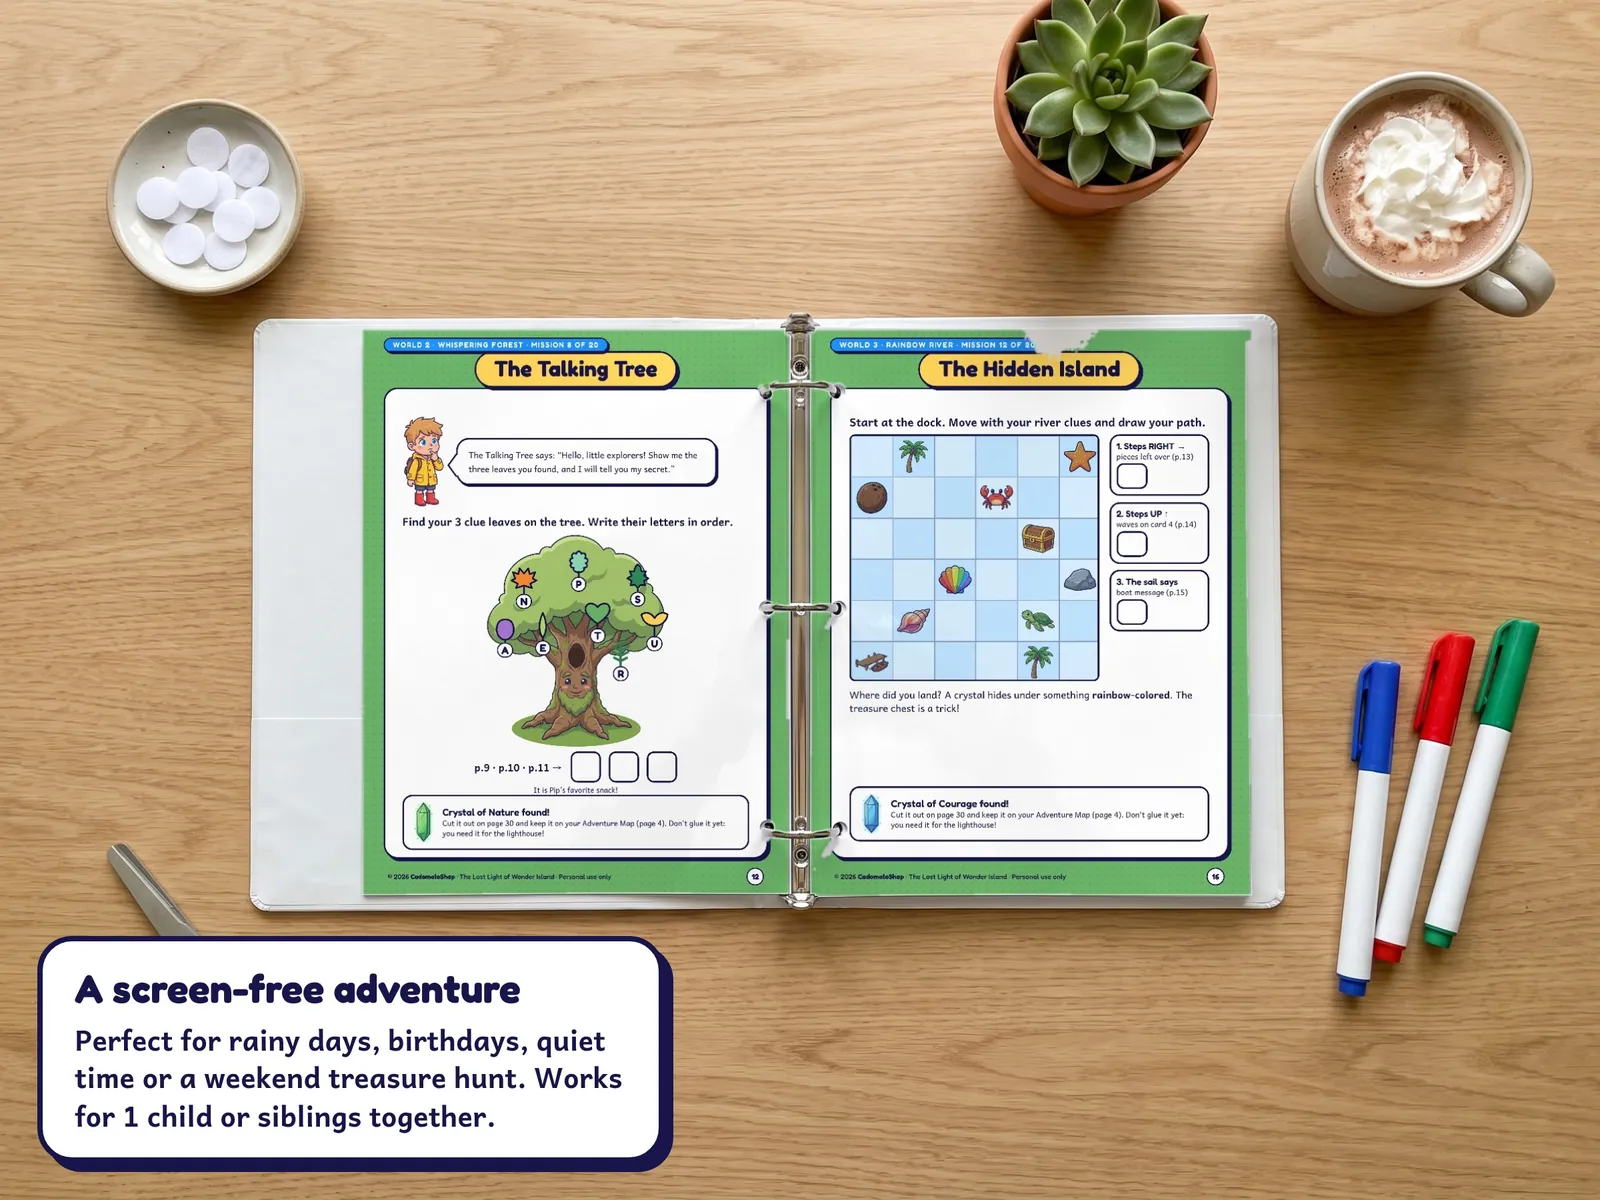 WORLD 2 · WHISPERING FOREST · MISSION 8 OF 20
The Talking Tree
The Talking Tree says: "Hello, little explorers! Show me the
three leaves you found, and I will tell you my secret."
Find your 3 clue leaves on the tree. Write their letters in order.
P
N
S
T
A
E
U
R
p.9 · p.10 · p.11 →
It is Pip's favorite snack!
Crystal of Nature found!
Cut it out on page 30 and keep it on your Adventure Map (page 4). Don't glue it yet:
you need it for the lighthouse!
© 2026 CadomeloShop · The Lost Light of Wonder Island · Personal use only
12
WORLD 3 · RAINBOW RIVER · MISSION 12 OF 20
The Hidden Island
Start at the dock. Move with your river clues and draw your path.
1. Steps RIGHT →
pieces left over (p.13)
2. Steps UP ↑
waves on card 4 (p.14)
3. The sail says
boat message (p.15)
Where did you land? A crystal hides under something rainbow-colored. The
treasure chest is a trick!
Crystal of Courage found!
Cut it out on page 30 and keep it on your Adventure Map (page 4). Don't glue it yet:
you need it for the lighthouse!
© 2026 CadomeloShop · The Lost Light of Wonder Island · Personal use only
16
A screen-free adventure
Perfect for rainy days, birthdays, quiet
time or a weekend treasure hunt. Works
for 1 child or siblings together.